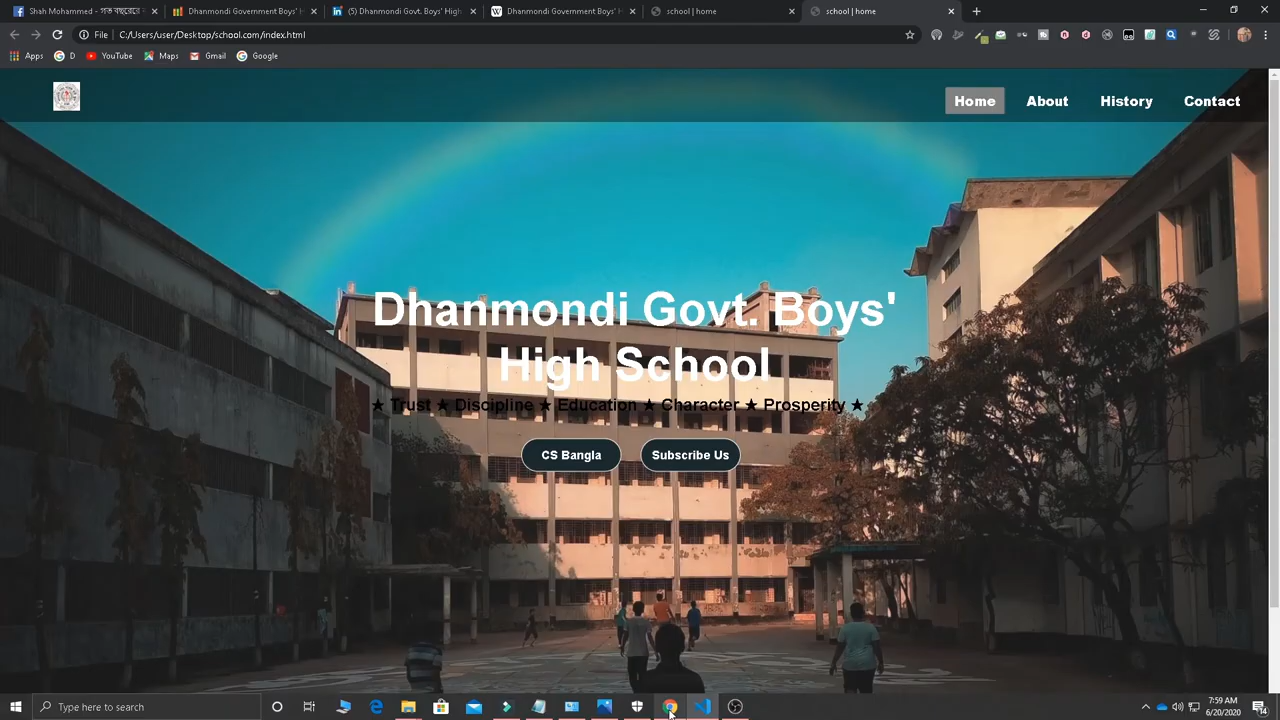 Shah Mohammed - গত বছরেরে
Dhanmondi Government Boys' H
(5) Dhanmondi Govt. Boys' High
Dhanmondi Government Boys' H
school | home
school | home
File
C:/Users/user/Desktop/school.com/index.html
Apps
D
YouTube
Maps
Gmail
Google
Home
About
History
Contact
Dhanmondi Govt. Boys'
High School
★ Trust ★ Discipline ★ Education ★ Character ★ Prosperity ★
CS Bangla
Subscribe Us
Type here to search
7:59 AM
6/20/2020